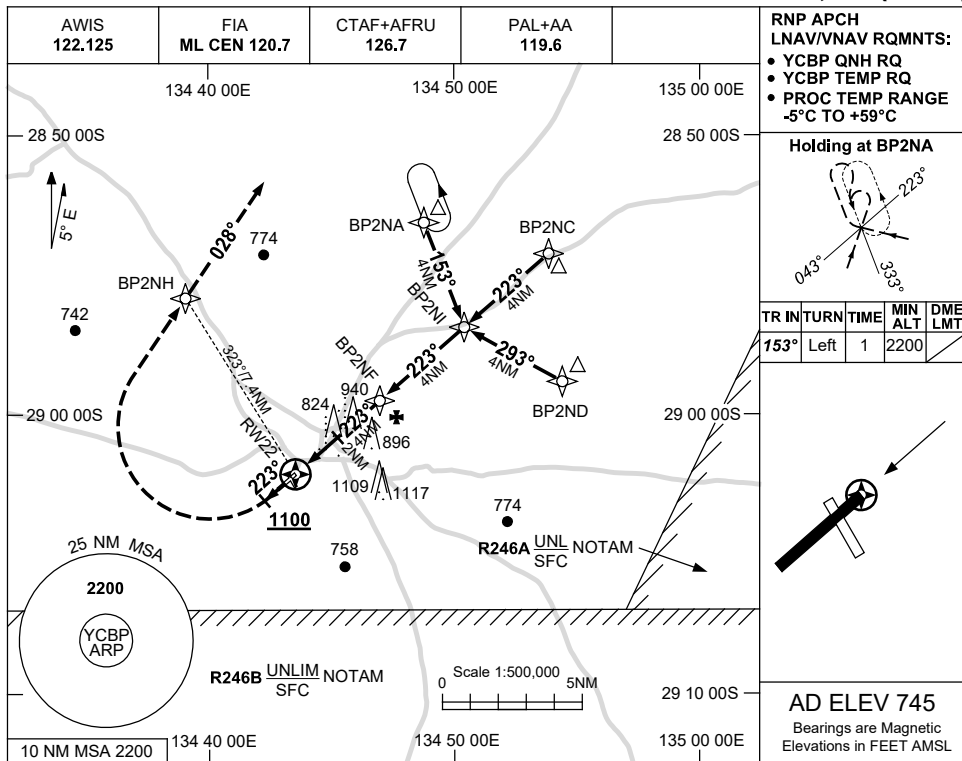 AWIS
122.125
FIA
ML CEN 120.7
CTAF+AFRU
126.7
PAL+AA
119.6
RNP APCH
LNAV/VNAV RQMNTS:
• YCBP QNH RQ
• YCBP TEMP RQ
• PROC TEMP RANGE
-5°C TO +59°C
134 40 00E
134 50 00E
135 00 00E
28 50 00S
28 50 00S
5° E
BP2NH
028°
774
742
BP2NA
153°
4NM
BP2NC
223°
4NM
BP2NI
293°
4NM
BP2ND
223°
4NM
BP2NF
323°/7.4NM
940
824
223°
4NM
896
2NM
RW22
223°
1109
1117
1100
29 00 00S
29 00 00S
774
758
R246A UNL NOTAM
SFC
25 NM MSA
2200
YCBP
ARP
R246B UNLIM NOTAM
SFC
Scale 1:500,000
0
5NM
29 10 00S
10 NM MSA 2200
134 40 00E
134 50 00E
135 00 00E
Holding at BP2NA
223°
043°
333°
TR IN TURN TIME MIN ALT DME LMT
153° Left 1 2200
AD ELEV 745
Bearings are Magnetic
Elevations in FEET AMSL